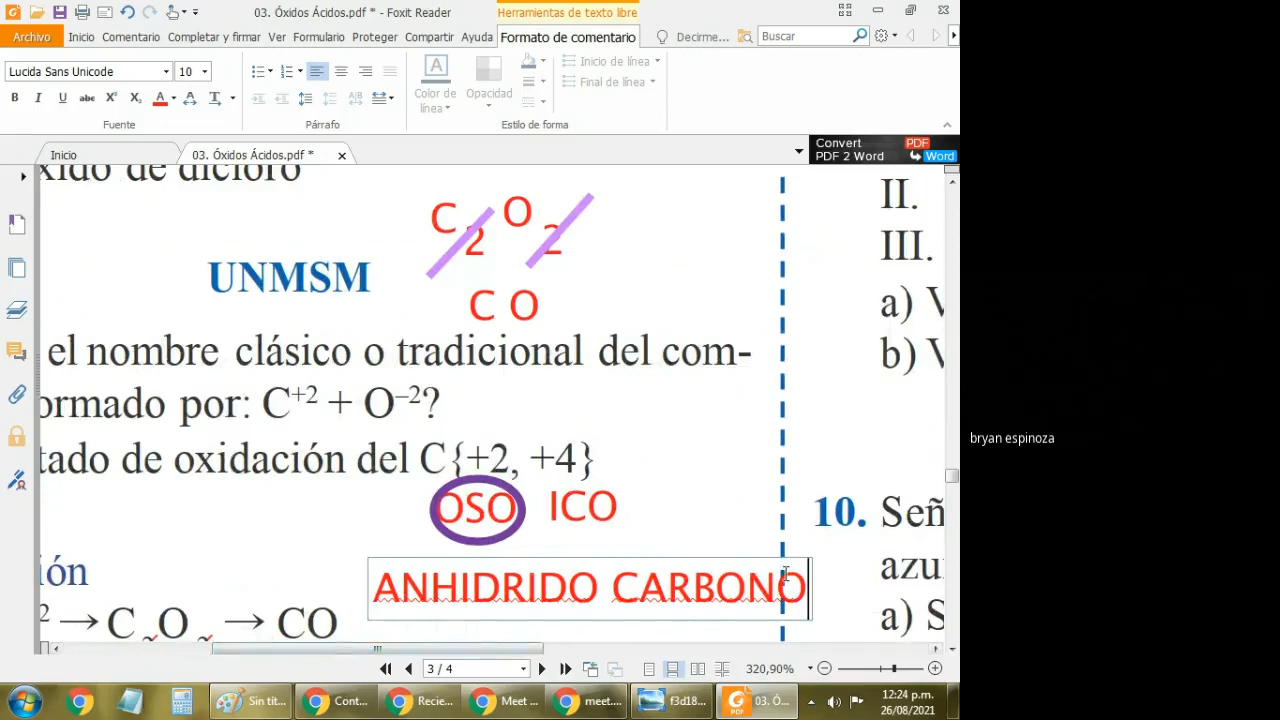 03. Óxidos Ácidos.pdf * - Foxit Reader
Herramientas de texto libre
Archivo Inicio Comentario Completar y firmar Ver Formulario Proteger Compartir Ayuda Formato de comentario Decirme... Buscar
Lucida Sans Unicode 10
Inicio de línea
Final de línea
Color de línea
Opacidad
Fuente Párrafo Estilo de forma
Inicio
03. Oxidos Ácidos.pdf *
Convert PDF
PDF 2 Word Word
xido de dicloro
C 2 O 2
UNMSM
C O
el nombre clásico o tradicional del com-
ormado por: C+2 + O–2?
tado de oxidación del C{+2, +4}
OSO ICO
ANHIDRIDO CARBONO
ión
2 → C2O2 → CO
II.
III.
a) V
b) V
10. Señ
azu
a) S
bryan espinoza
3 / 4
320,90%
Sin tít...
Cont...
Recie...
Meet ...
meet....
f3d18...
03. Ó...
12:24 p.m.
26/08/2021